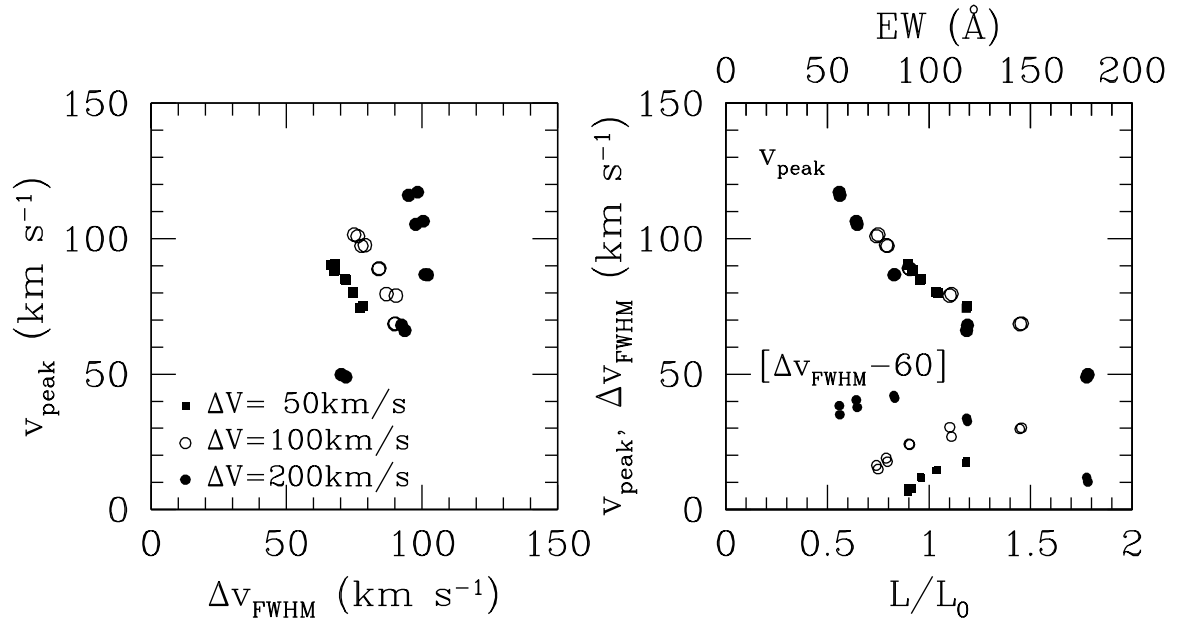 150
100
50
0
v_peak (km s⁻¹)
ΔV= 50km/s
ΔV=100km/s
ΔV=200km/s
0 50 100 150
Δv_FWHM (km s⁻¹)
EW (Å)
0 50 100 150 200
150
100
50
0
v_peak, Δv_FWHM (km s⁻¹)
v_peak
[Δv_FWHM−60]
0 0.5 1 1.5 2
L/L_0